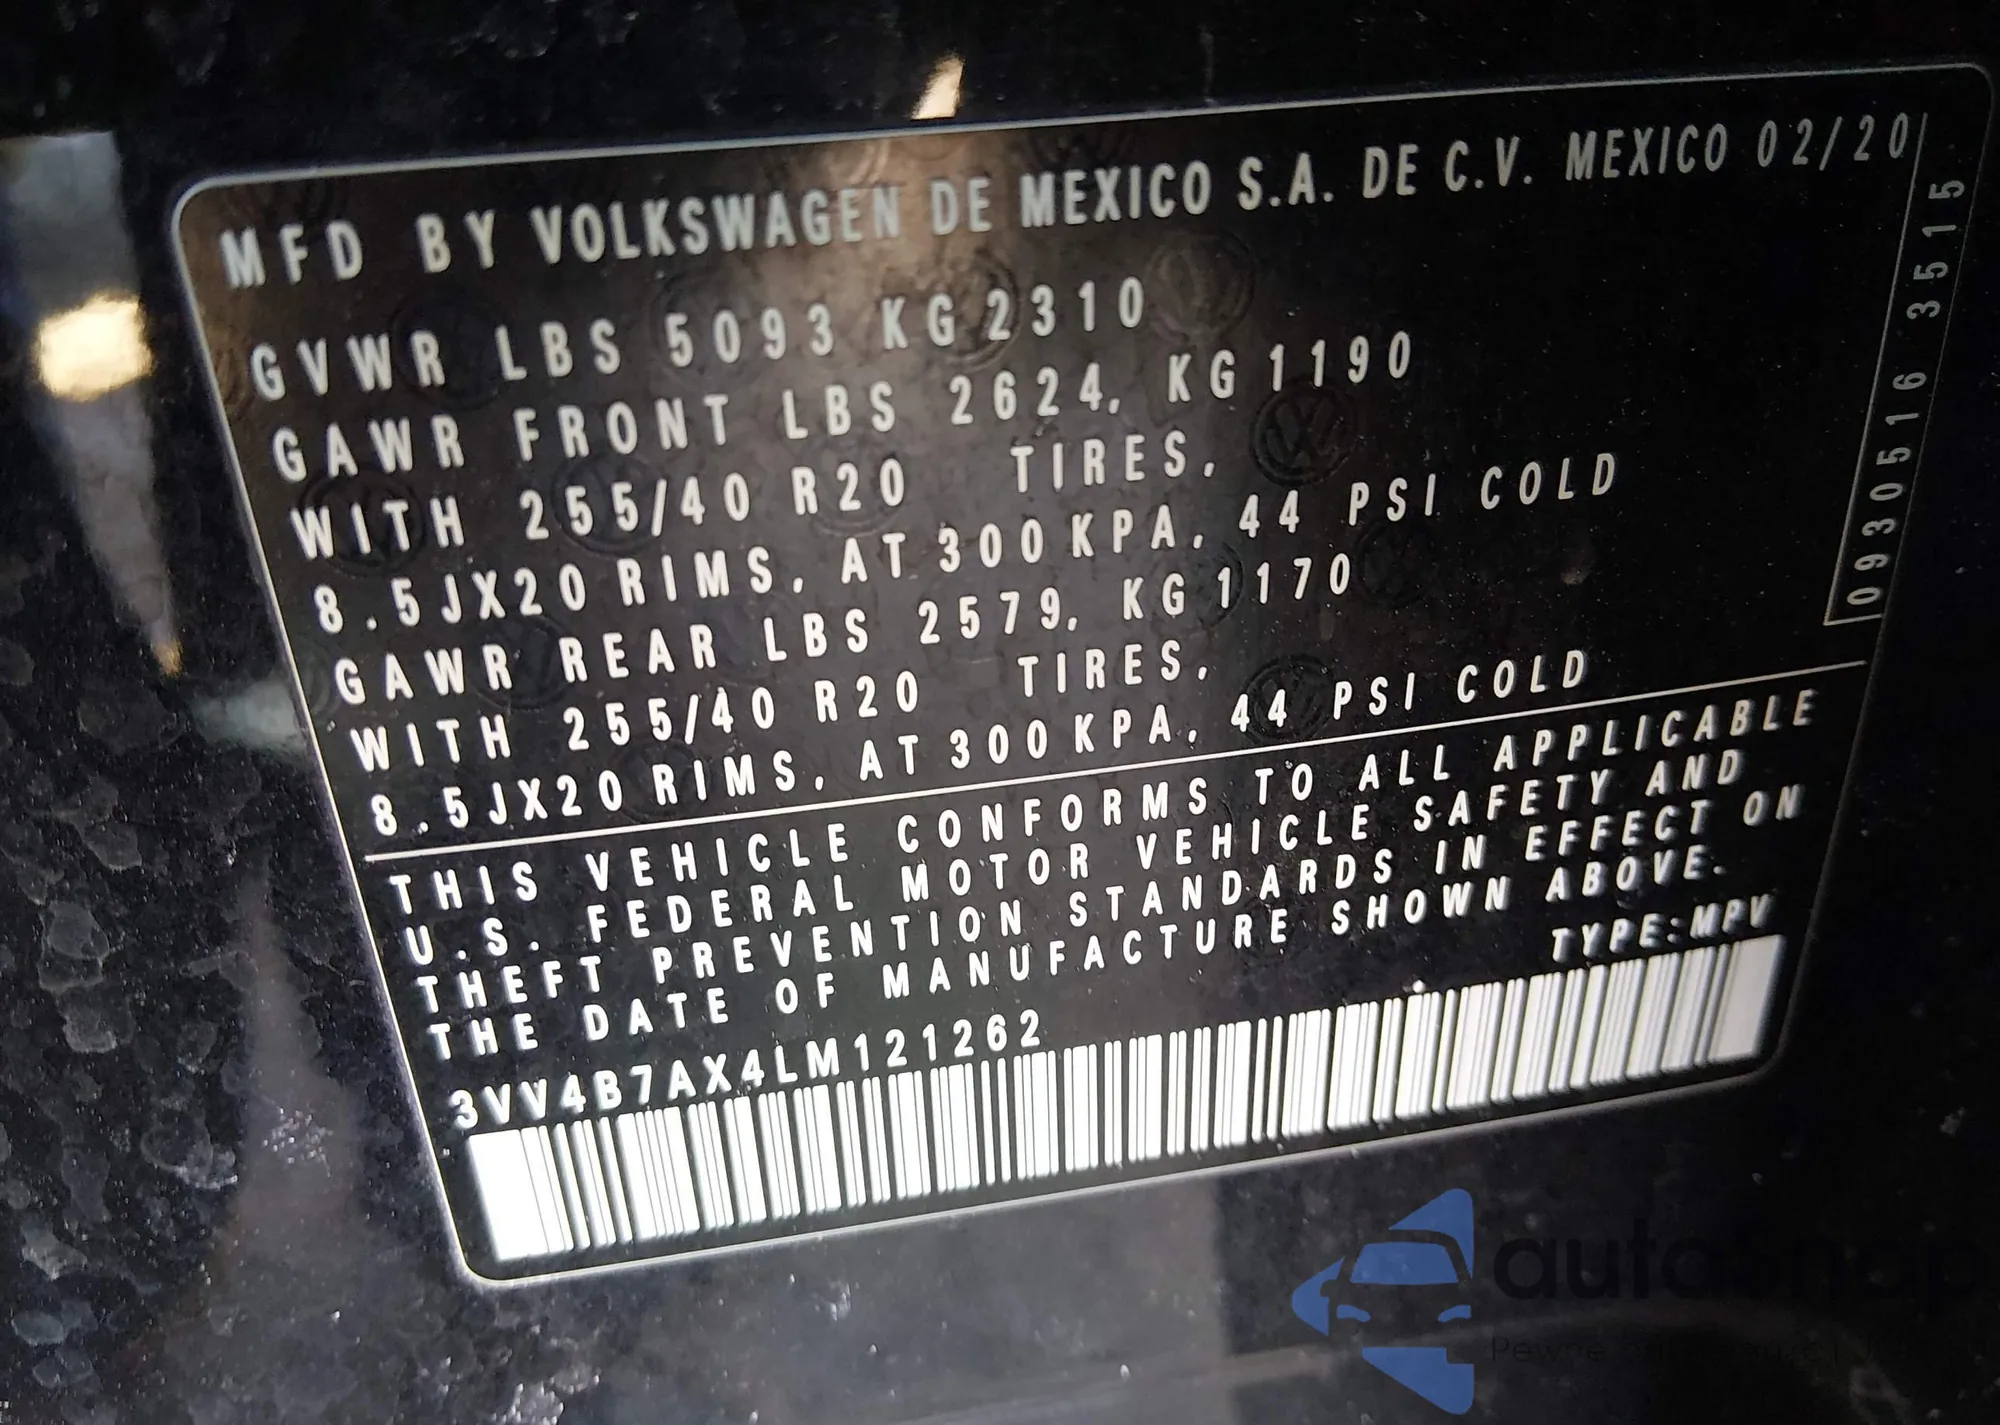 MFD BY VOLKSWAGEN DE MEXICO S.A. DE C.V. MEXICO 02/20
GVWR LBS 5093 KG 2310
GAWR FRONT LBS 2624, KG 1190
WITH 255/40 R20 TIRES,
8.5JX20 RIMS, AT 300 KPA, 44 PSI COLD
GAWR REAR LBS 2579, KG 1170
WITH 255/40 R20 TIRES,
8.5JX20 RIMS, AT 300 KPA, 44 PSI COLD
0930516 3515
THIS VEHICLE CONFORMS TO ALL APPLICABLE
U.S. FEDERAL MOTOR VEHICLE SAFETY AND
THEFT PREVENTION STANDARDS IN EFFECT ON
THE DATE OF MANUFACTURE SHOWN ABOVE.
TYPE:MPV
3VV4B7AX4LM121262